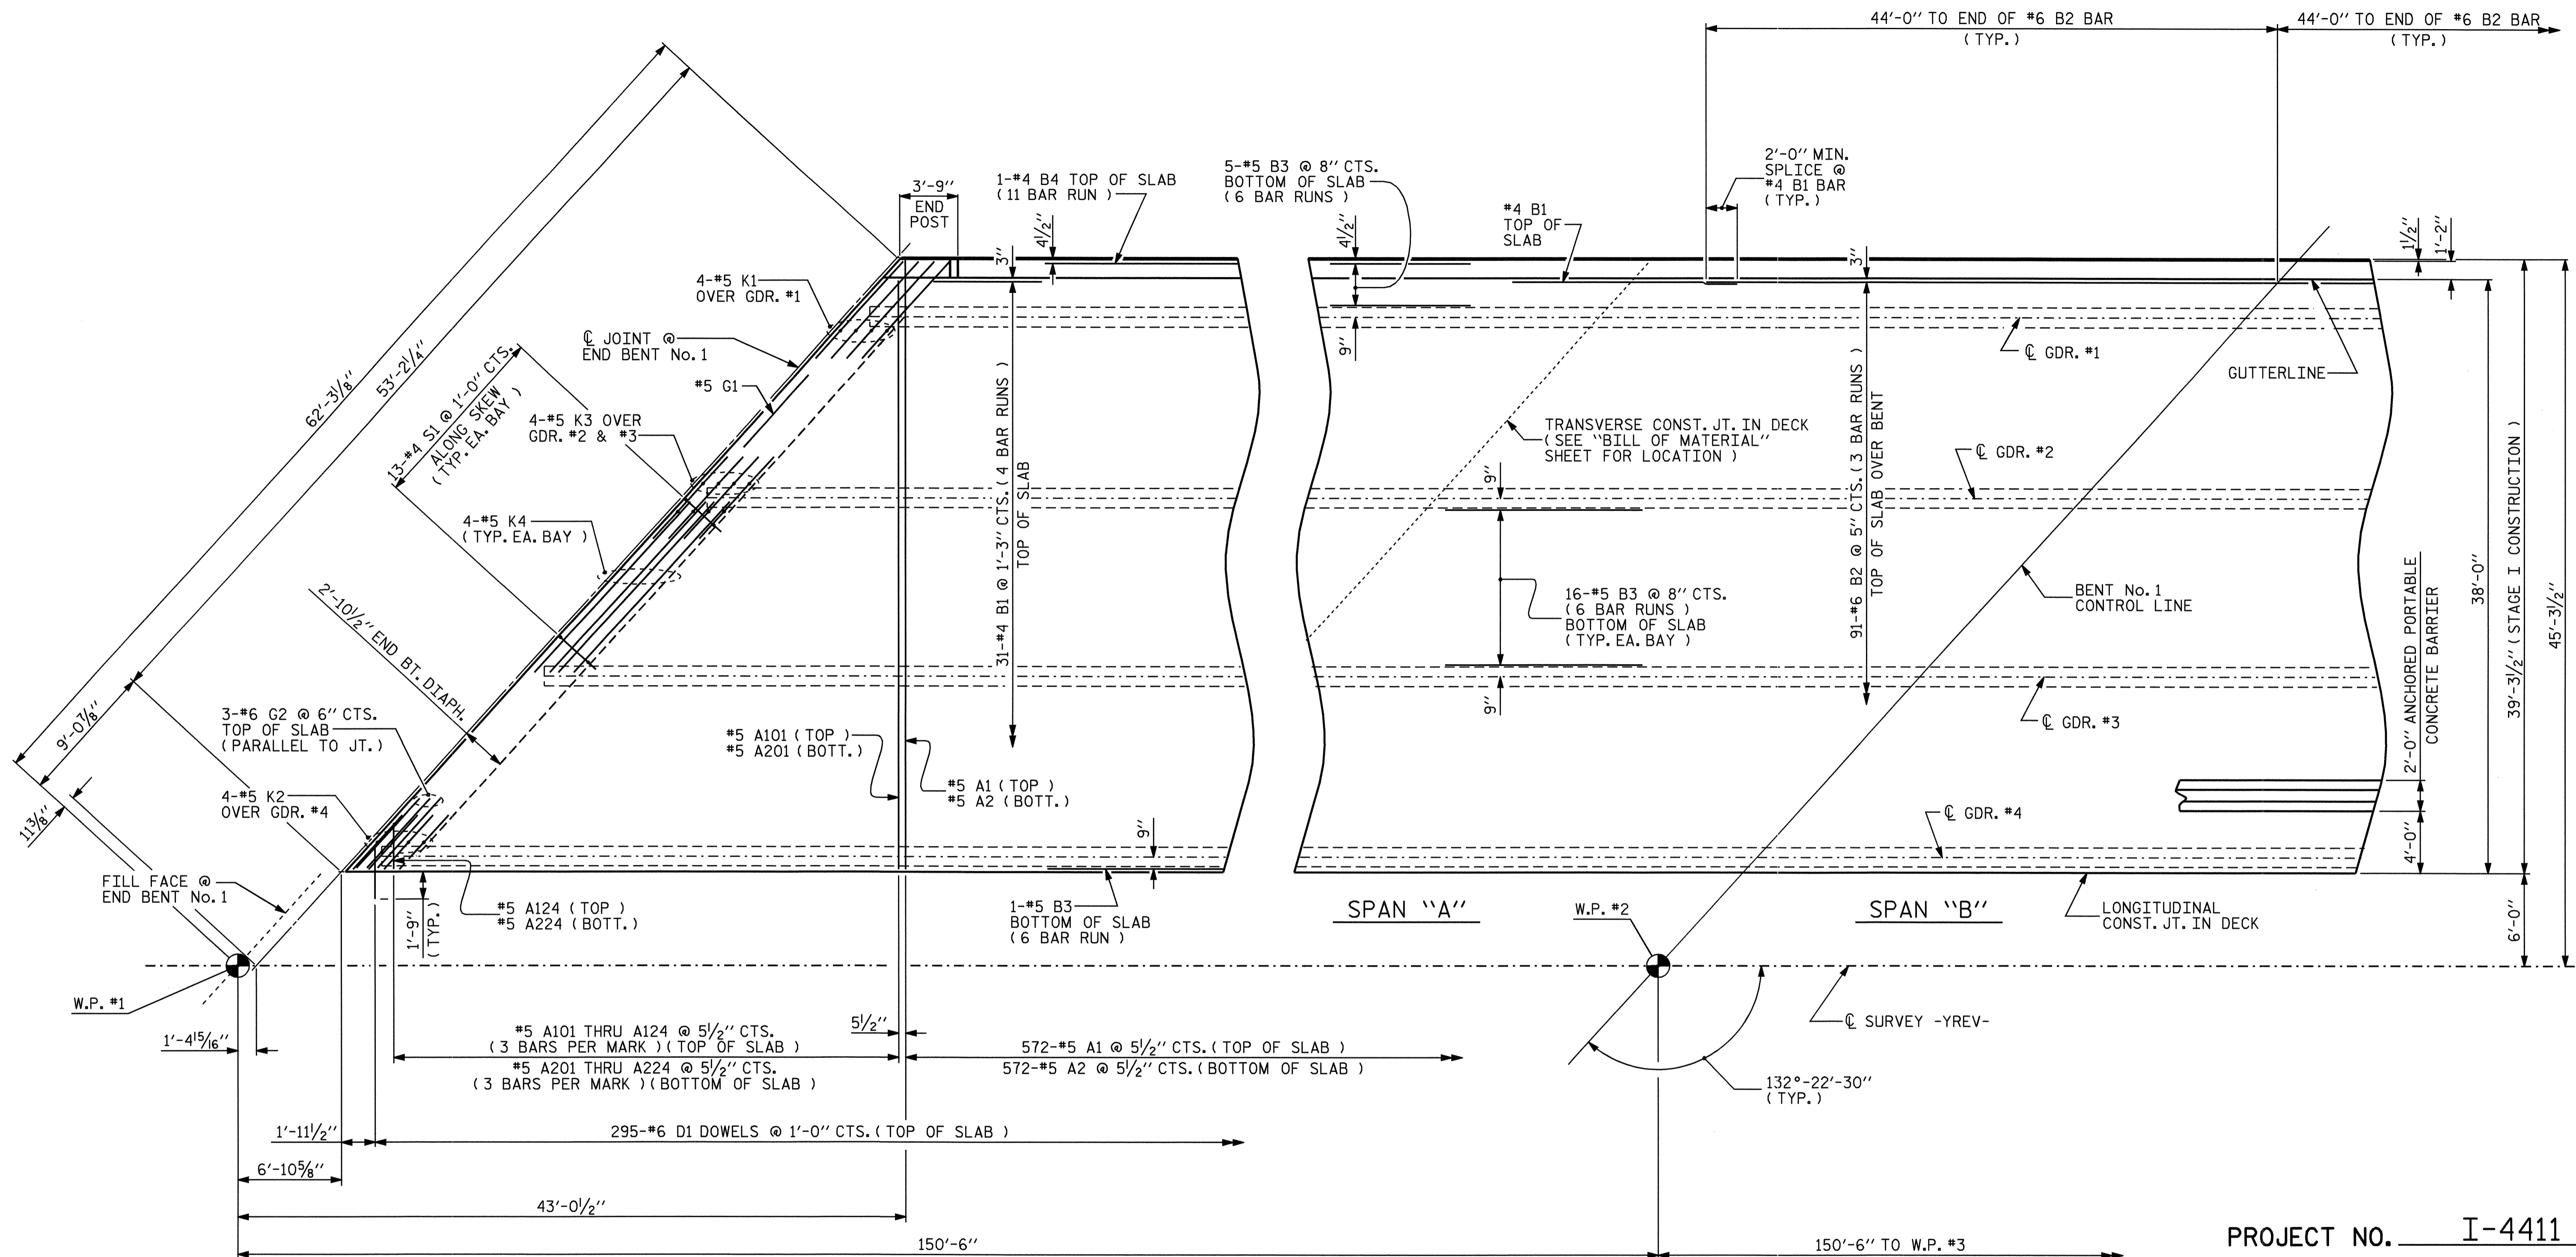 44'-0" TO END OF #6 B2 BAR
(TYP.)
44'-0" TO END OF #6 B2 BAR
(TYP.)
62'-3 1/8"
53'-2 1/4"
9'-0 7/8"
11 3/8"
3'-9"
END
POST
1-#4 B4 TOP OF SLAB
(11 BAR RUN)
4 1/2"
3"
5-#5 B3 @ 8" CTS.
BOTTOM OF SLAB
(6 BAR RUNS)
4 1/2"
9"
#4 B1
TOP OF
SLAB
2'-0" MIN.
SPLICE @
#4 B1 BAR
(TYP.)
3"
1 1/2"
1'-2"
4-#5 K1
OVER GDR. #1
℄ JOINT @
END BENT No. 1
#5 G1
13-#4 S1 @ 1'-0" CTS.
ALONG SKEW
(TYP. EA. BAY)
4-#5 K3 OVER
GDR. #2 & #3
4-#5 K4
(TYP. EA. BAY)
2'-10 1/2" END BT. DIAPH.
3-#6 G2 @ 6" CTS.
TOP OF SLAB
(PARALLEL TO JT.)
4-#5 K2
OVER GDR. #4
FILL FACE @
END BENT No. 1
W.P. #1
31-#4 B1 @ 1'-3" CTS. (4 BAR RUNS)
TOP OF SLAB
#5 A101 (TOP)
#5 A201 (BOTT.)
#5 A1 (TOP)
#5 A2 (BOTT.)
#5 A124 (TOP)
#5 A224 (BOTT.)
1'-9"
(TYP.)
9"
1-#5 B3
BOTTOM OF SLAB
(6 BAR RUN)
℄ GDR. #1
GUTTERLINE
TRANSVERSE CONST. JT. IN DECK
(SEE "BILL OF MATERIAL"
SHEET FOR LOCATION)
℄ GDR. #2
9"
16-#5 B3 @ 8" CTS.
(6 BAR RUNS)
BOTTOM OF SLAB
(TYP. EA. BAY)
9"
91-#6 B2 @ 5" CTS. (3 BAR RUNS)
TOP OF SLAB OVER BENT
BENT No. 1
CONTROL LINE
℄ GDR. #3
℄ GDR. #4
2'-0" ANCHORED PORTABLE
CONCRETE BARRIER
4'-0"
38'-0"
39'-3 1/2" (STAGE I CONSTRUCTION)
45'-3 1/2"
6'-0"
SPAN "A"
W.P. #2
SPAN "B"
LONGITUDINAL
CONST. JT. IN DECK
℄ SURVEY -YREV-
132°-22'-30"
(TYP.)
1'-4 15/16"
#5 A101 THRU A124 @ 5 1/2" CTS.
(3 BARS PER MARK) (TOP OF SLAB)
#5 A201 THRU A224 @ 5 1/2" CTS.
(3 BARS PER MARK) (BOTTOM OF SLAB)
5 1/2"
572-#5 A1 @ 5 1/2" CTS. (TOP OF SLAB)
572-#5 A2 @ 5 1/2" CTS. (BOTTOM OF SLAB)
1'-11 1/2"
295-#6 D1 DOWELS @ 1'-0" CTS. (TOP OF SLAB)
6'-10 5/8"
43'-0 1/2"
150'-6"
150'-6" TO W.P. #3
PROJECT NO. I-4411